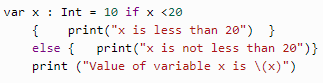 var x : Int = 10 if x <20
{    print("x is less than 20")  }
else {   print("x is not less than 20")}
print ("Value of variable x is \(x)")